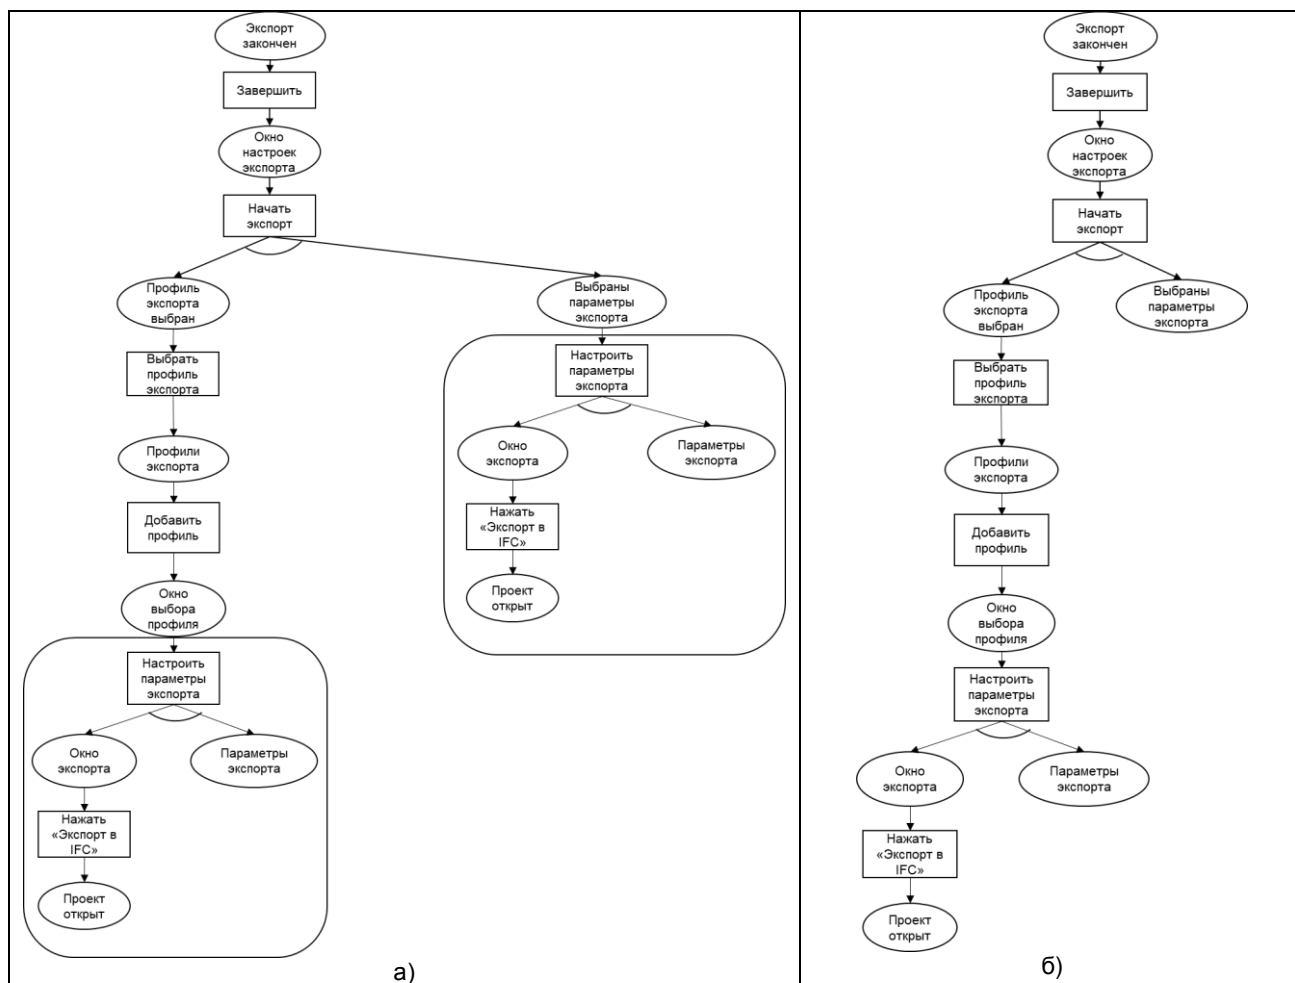 Экспорт
закончен
Завершить
Окно
настроек
экспорта
Начать
экспорт
Профиль
экспорта
выбран
Выбрать
профиль
экспорта
Профили
экспорта
Добавить
профиль
Окно
выбора
профиля
Настроить
параметры
экспорта
Окно
экспорта
Параметры
экспорта
Нажать
«Экспорт в
IFC»
Проект
открыт
Выбраны
параметры
экспорта
Настроить
параметры
экспорта
Окно
экспорта
Параметры
экспорта
Нажать
«Экспорт в
IFC»
Проект
открыт
а)
Экспорт
закончен
Завершить
Окно
настроек
экспорта
Начать
экспорт
Профиль
экспорта
выбран
Выбраны
параметры
экспорта
Выбрать
профиль
экспорта
Профили
экспорта
Добавить
профиль
Окно
выбора
профиля
Настроить
параметры
экспорта
Окно
экспорта
Параметры
экспорта
Нажать
«Экспорт в
IFC»
Проект
открыт
б)